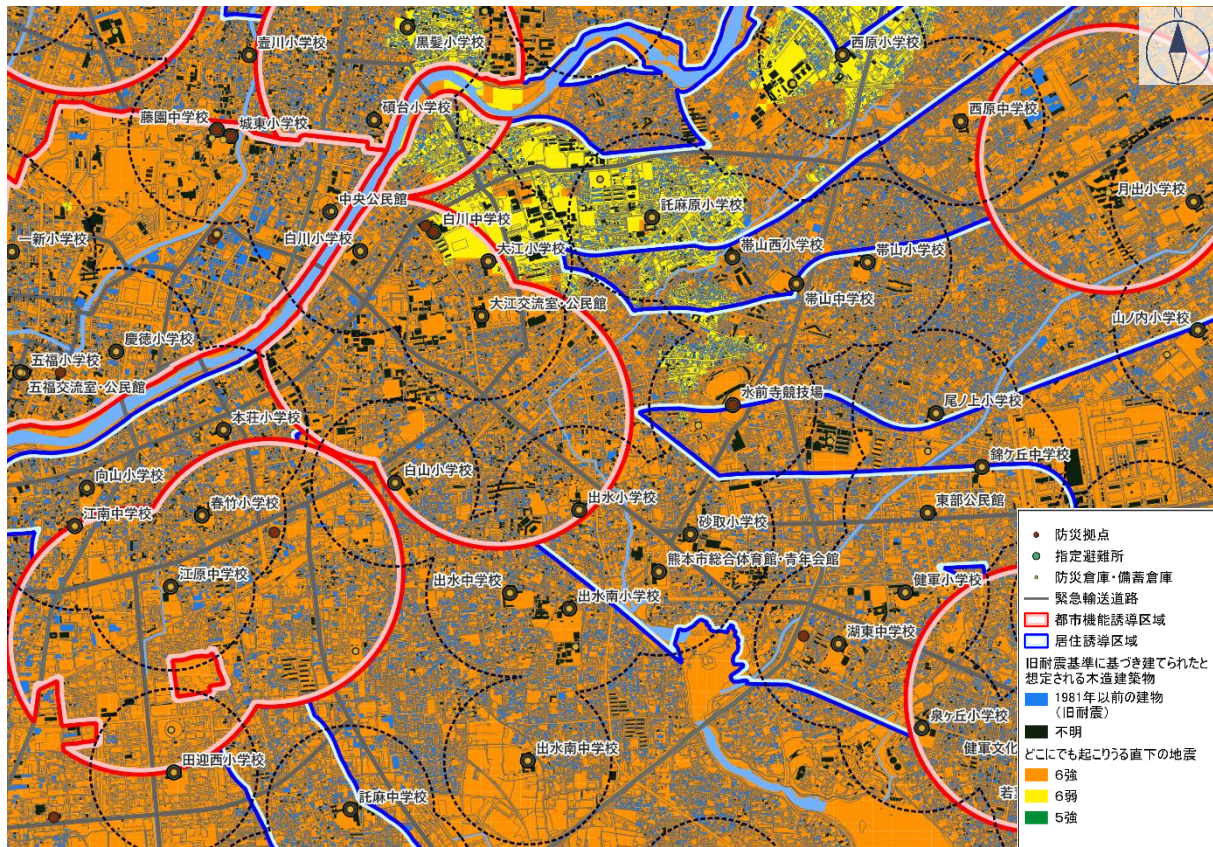 N
壺川小学校
黒髪小学校
西原小学校
藤園中学校
城東小学校
碩台小学校
西原中学校
月出小学校
中央公民館
白川中学校
託麻原小学校
一新小学校
白川小学校
大江小学校
帯山西小学校
帯山小学校
大江交流室・公民館
帯山中学校
山ノ内小学校
慶徳小学校
五福小学校
五福交流室・公民館
水前寺競技場
尾ノ上小学校
本荘小学校
錦ケ丘中学校
向山小学校
白山小学校
春竹小学校
出水小学校
東部公民館
江南中学校
砂取小学校
熊本市総合体育館・青年会館
江原中学校
出水中学校
出水南小学校
健軍小学校
湖東中学校
泉ヶ丘小学校
田迎西小学校
出水南中学校
健軍文化
託麻中学校
防災拠点
指定避難所
防災倉庫・備蓄倉庫
緊急輸送道路
都市機能誘導区域
居住誘導区域
旧耐震基準に基づき建てられたと
想定される木造建築物
1981年以前の建物
(旧耐震)
不明
どこにでも起こりうる直下の地震
6強
6弱
5強